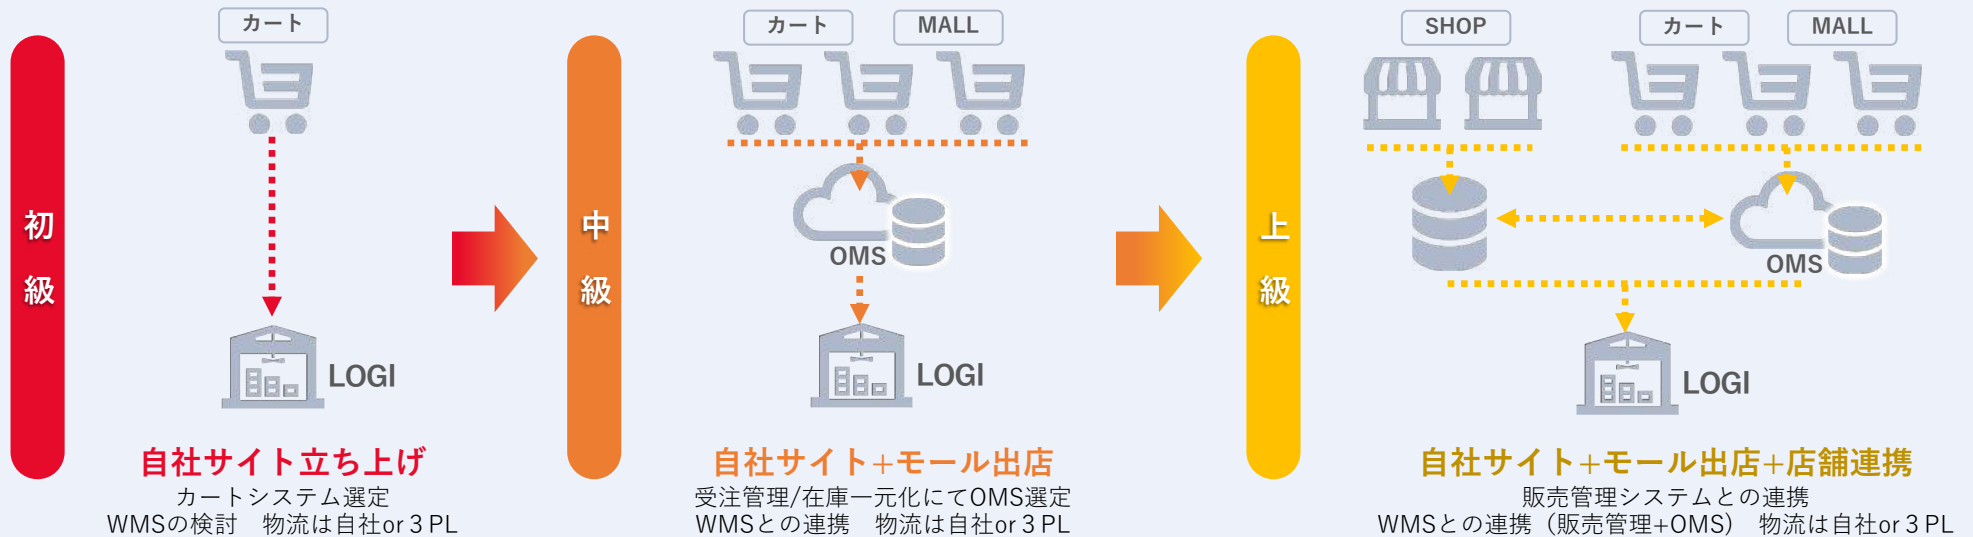 カート
初級
LOGI
自社サイト立ち上げ
カートシステム選定
WMSの検討　物流は自社or３PL
カート
MALL
中級
OMS
LOGI
自社サイト+モール出店
受注管理/在庫一元化にてOMS選定
WMSとの連携　物流は自社or３PL
SHOP
カート
MALL
上級
OMS
LOGI
自社サイト+モール出店+店舗連携
販売管理システムとの連携
WMSとの連携（販売管理+OMS）　物流は自社or３PL